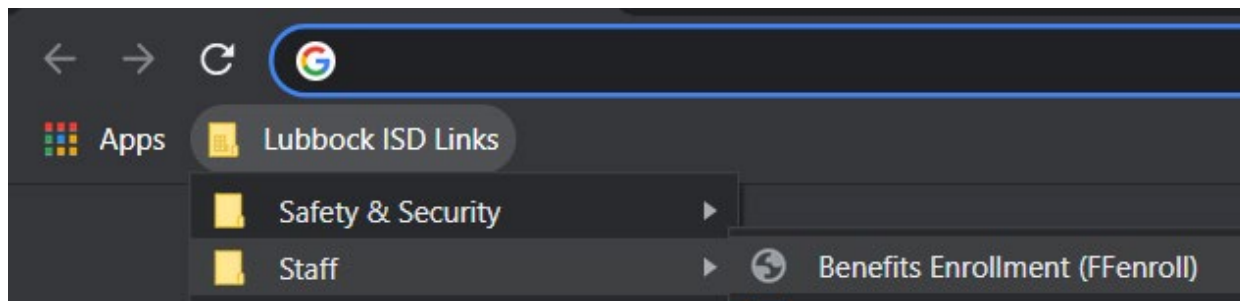 Apps Lubbock ISD Links
Safety & Security
Staff Benefits Enrollment (FFenroll)